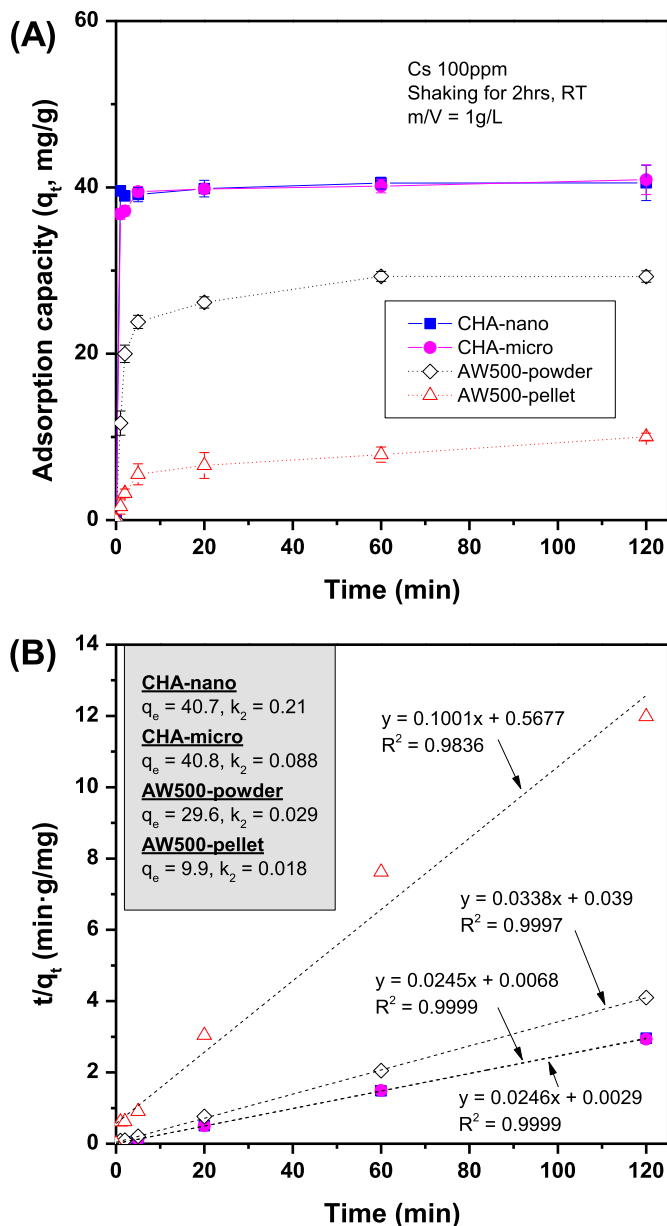 (A)
60
40
20
0
Adsorption capacity (qt, mg/g)
Cs 100ppm
Shaking for 2hrs, RT
m/V = 1g/L
CHA-nano
CHA-micro
AW500-powder
AW500-pellet
0 20 40 60 80 100 120
Time (min)
(B)
14
12
10
8
6
4
2
0
t/qt (min·g/mg)
CHA-nano
qe = 40.7, k2 = 0.21
CHA-micro
qe = 40.8, k2 = 0.088
AW500-powder
qe = 29.6, k2 = 0.029
AW500-pellet
qe = 9.9, k2 = 0.018
y = 0.1001x + 0.5677
R² = 0.9836
y = 0.0338x + 0.039
R² = 0.9997
y = 0.0245x + 0.0068
R² = 0.9999
y = 0.0246x + 0.0029
R² = 0.9999
0 20 40 60 80 100 120
Time (min)